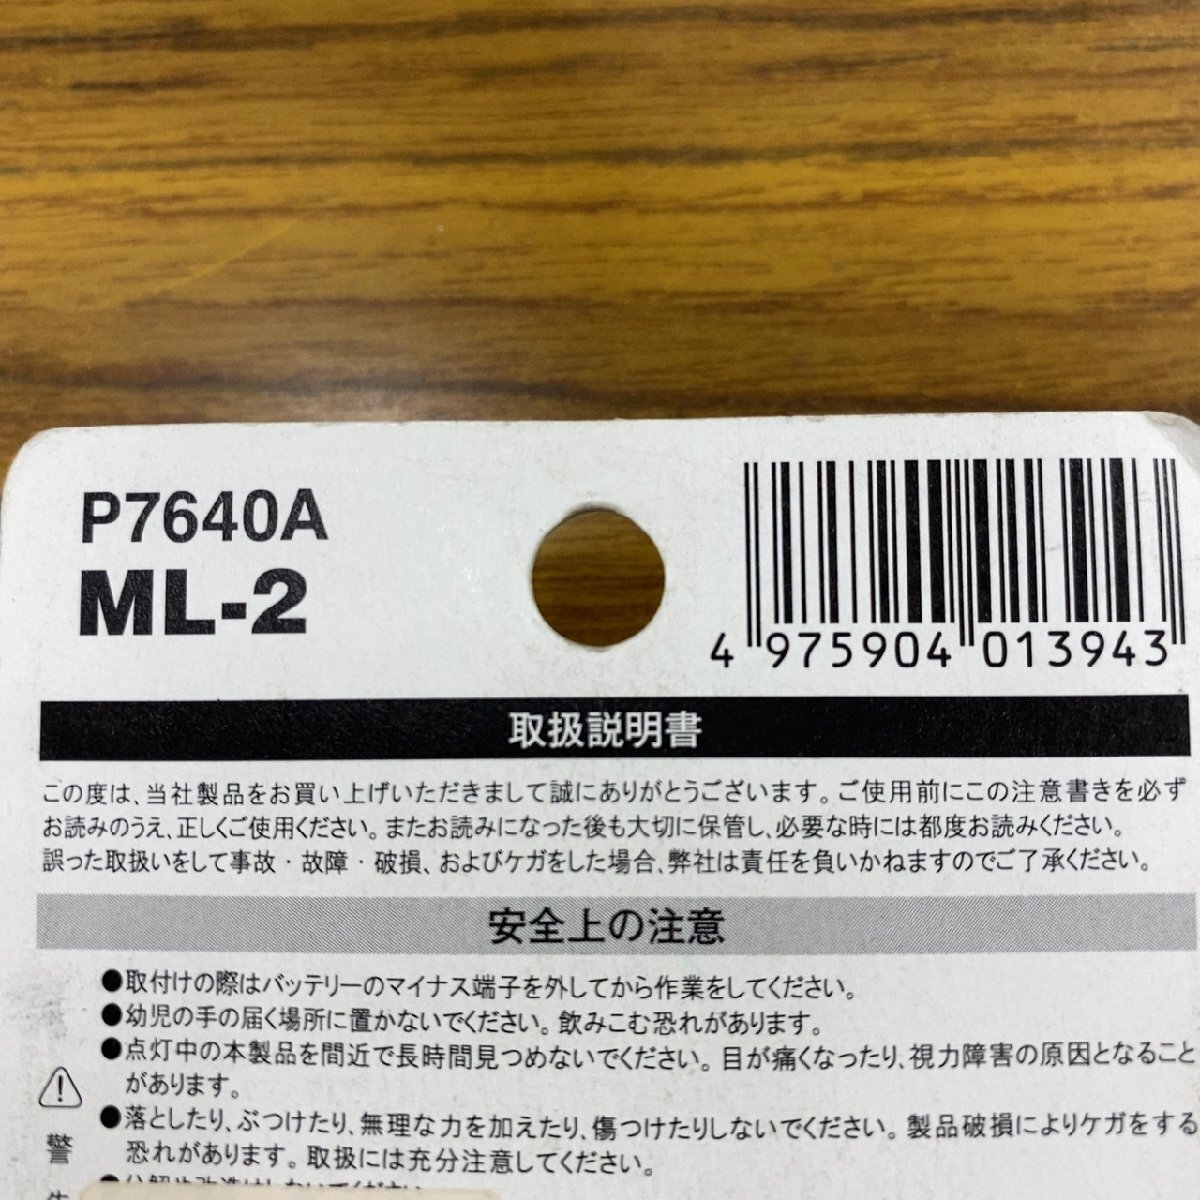 P7640A
ML-2
4 975904 013943
取扱説明書
この度は、当社製品をお買い上げいただきまして誠にありがとうございます。ご使用前にこの注意書きを必ず
お読みのうえ、正しくご使用ください。またお読みになった後も大切に保管し、必要な時には都度お読みください。
誤った取扱いをして事故・故障・破損、およびケガをした場合、弊社は責任を負いかねますのでご了承ください。
安全上の注意
●取付けの際はバッテリーのマイナス端子を外してから作業をしてください。
●幼児の手の届く場所に置かないでください。飲みこむ恐れがあります。
●点灯中の本製品を間近で長時間見つめないでください。目が痛くなったり、視力障害の原因となること
があります。
●落としたり、ぶつけたり、無理な力を加えたり、傷つけたりしないでください。製品破損によりケガをする
恐れがあります。取扱には充分注意してください。
警